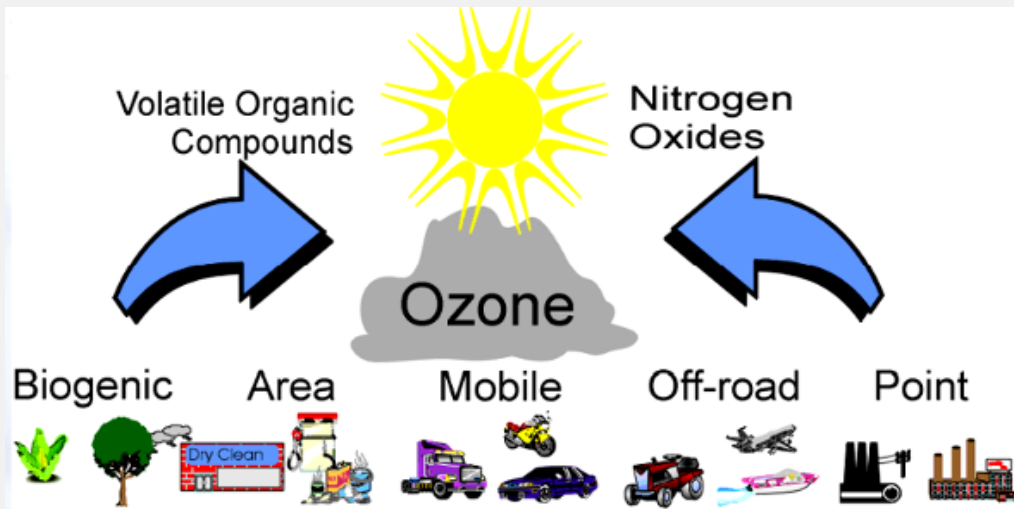 Volatile Organic
Compounds
Nitrogen
Oxides
Ozone
Biogenic
Area
Mobile
Off-road
Point
Dry Clean